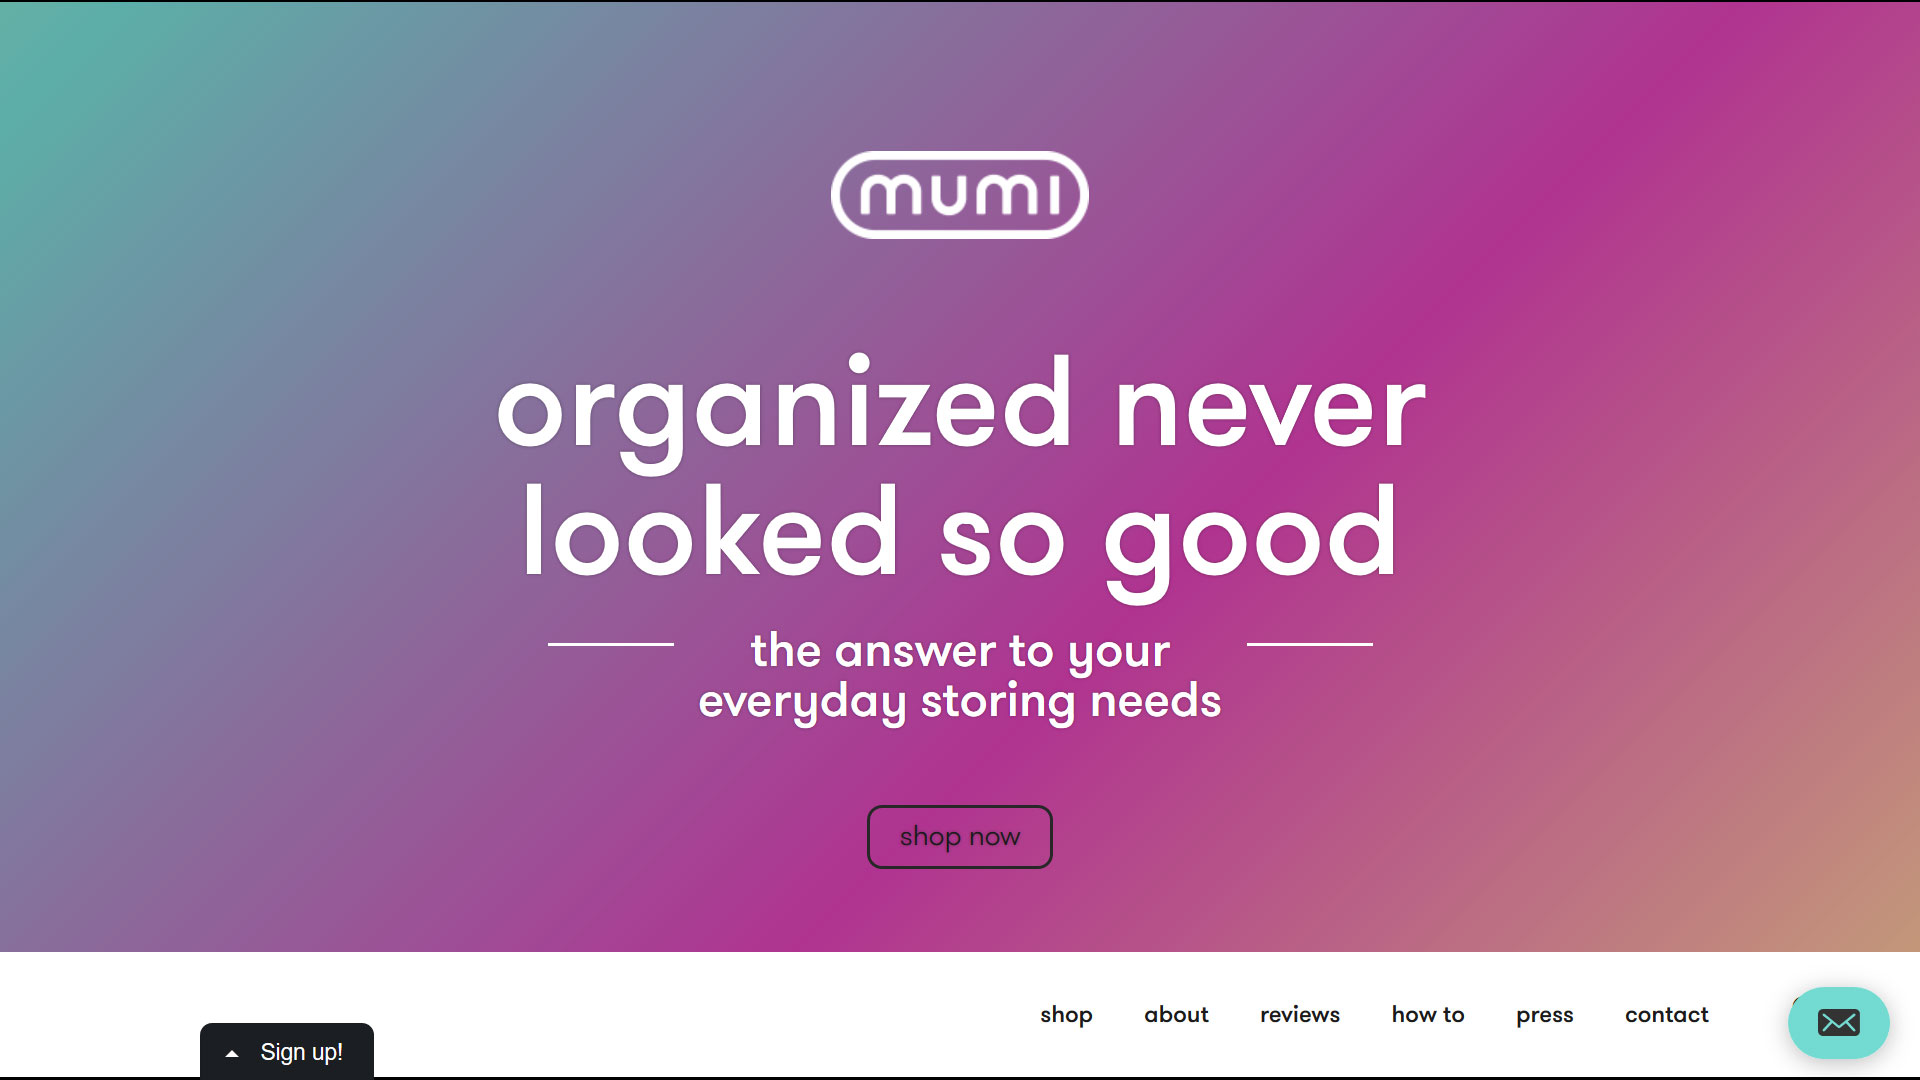 mumi
organized never
looked so good
the answer to your
everyday storing needs
shop now
shop about reviews how to press contact
Sign up!